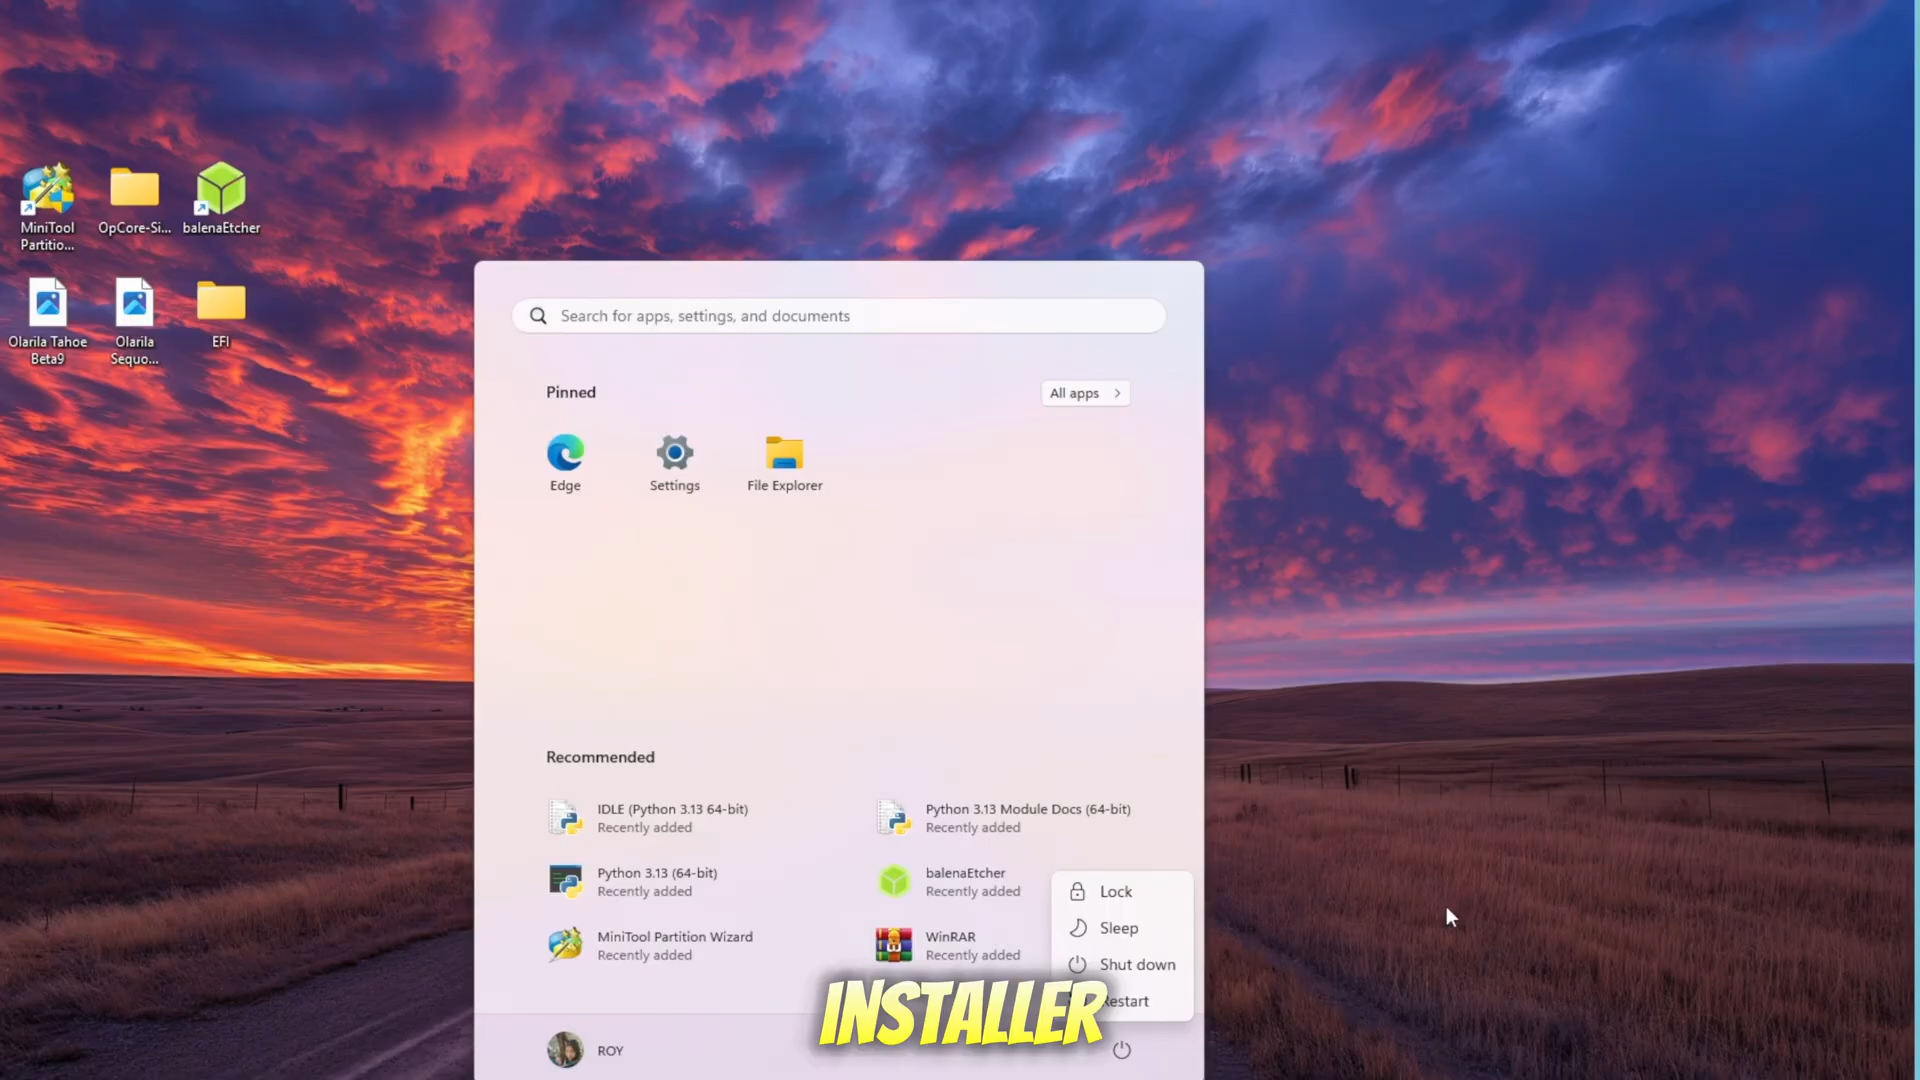 MiniTool
Partitio...
OpCore-Si...
balenaEtcher
Olarila Tahoe
Beta9
Olarila
Sequo...
EFI
Search for apps, settings, and documents
Pinned
All apps
Edge
Settings
File Explorer
Recommended
IDLE (Python 3.13 64-bit)
Recently added
Python 3.13 Module Docs (64-bit)
Recently added
Python 3.13 (64-bit)
Recently added
balenaEtcher
Recently added
MiniTool Partition Wizard
Recently added
WinRAR
Recently added
Lock
Sleep
Shut down
Restart
INSTALLER
ROY